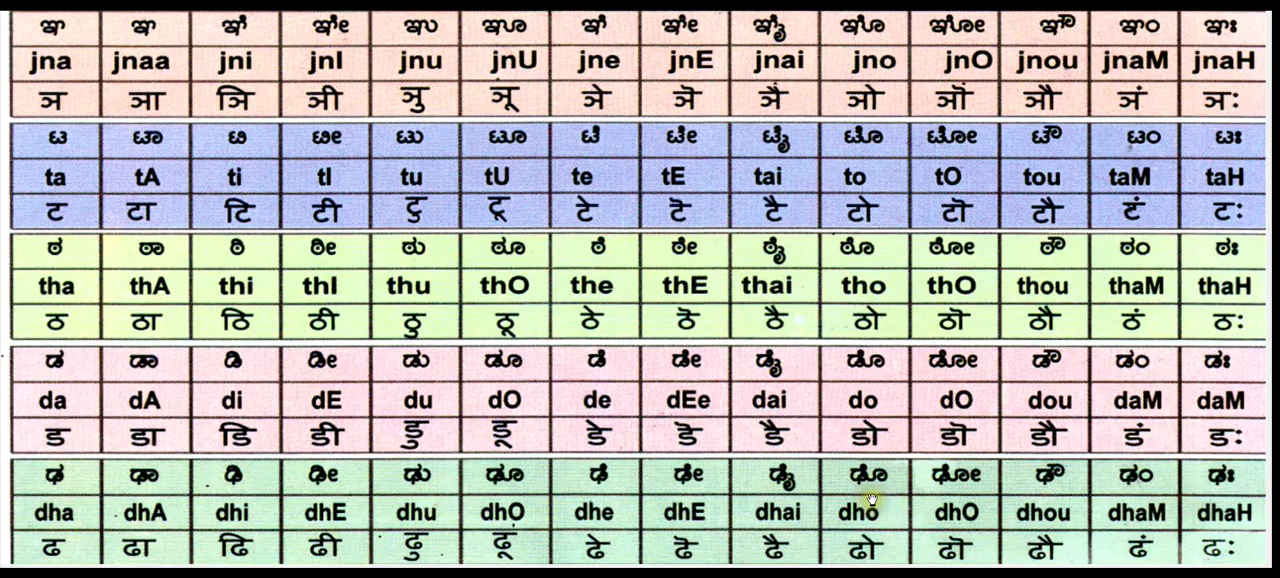 ಞ ಞಾ ಞಿ ಞೀ ಞು ಞೂ ಞೆ ಞೇ ಞೈ ಞೊ ಞೋ ಞೌ ಞಂ ಞಃ
jna jnaa jni jnI jnu jnU jne jnE jnai jno jnO jnou jnaM jnaH
ञ ञा ञि ञी ञु ञू ञे ञॆ ञै ञो ञॊ ञौ ञं ञः
ಟ ಟಾ ಟಿ ಟೀ ಟು ಟೂ ಟೆ ಟೇ ಟೈ ಟೊ ಟೋ ಟೌ ಟಂ ಟಃ
ta tA ti tI tu tU te tE tai to tO tou taM taH
ट टा टि टी टु टू टे टॆ टै टो टॊ टौ टं टः
ಠ ಠಾ ಠಿ ಠೀ ಠು ಠೂ ಠೆ ಠೇ ಠೈ ಠೊ ಠೋ ಠೌ ಠಂ ಠಃ
tha thA thi thI thu thO the thE thai tho thO thou thaM thaH
ठ ठा ठि ठी ठु ठू ठे ठॆ ठै ठो ठॊ ठौ ठं ठः
ಡ ಡಾ ಡಿ ಡೀ ಡು ಡೂ ಡೆ ಡೇ ಡೈ ಡೊ ಡೋ ಡೌ ಡಂ ಡಃ
da dA di dE du dO de dEe dai do dO dou daM daM
ड डा डि डी डु डू डे डॆ डै डो डॊ डौ डं डः
ಢ ಢಾ ಢಿ ಢೀ ಢು ಢೂ ಢೆ ಢೇ ಢೈ ಢೊ ಢೋ ಢೌ ಢಂ ಢಃ
dha dhA dhi dhE dhu dhO dhe dhE dhai dho dhO dhou dhaM dhaH
ढ ढा ढि ढी ढु ढू ढे ढॆ ढै ढो ढॊ ढौ ढं ढः